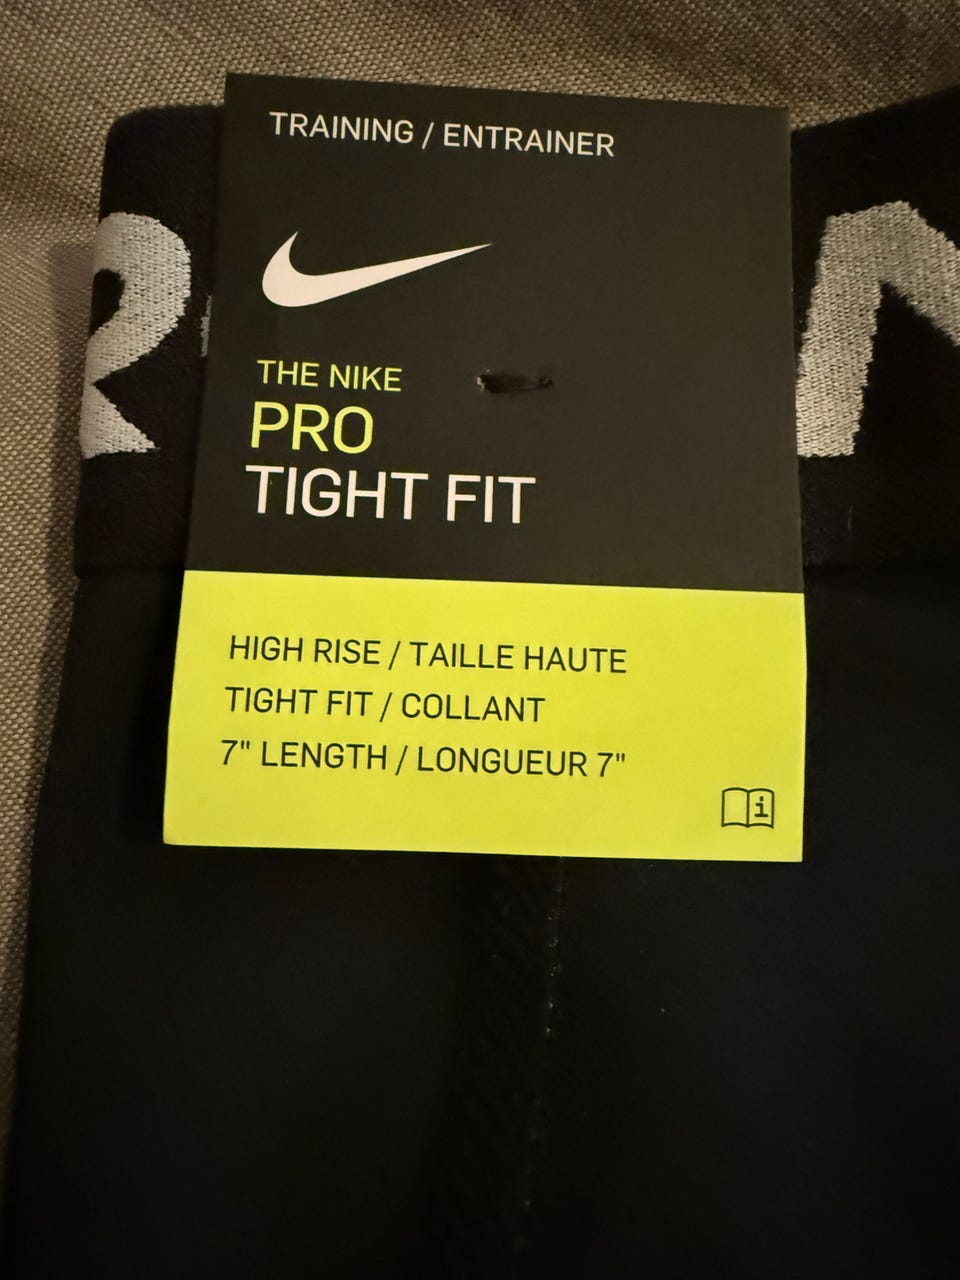 TRAINING / ENTRAINER
THE NIKE
PRO
TIGHT FIT
HIGH RISE / TAILLE HAUTE
TIGHT FIT / COLLANT
7" LENGTH / LONGUEUR 7"
i